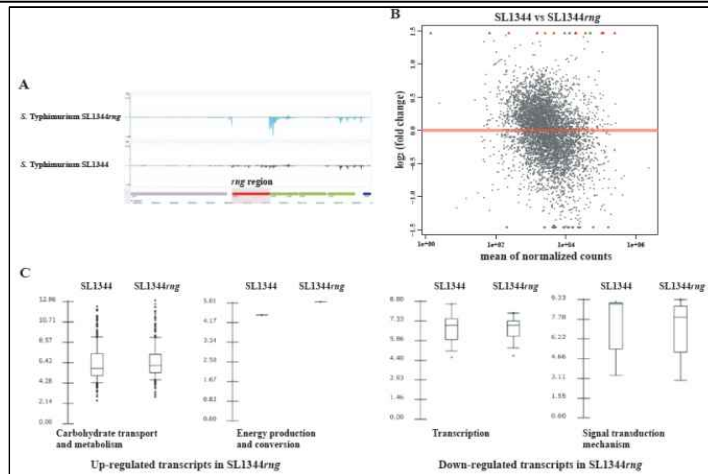 B
SL1344 vs SL1344rng
A
S. Typhimurium SL1344rng
S. Typhimurium SL1344
rng region
log₂ (fold change)
1.5
1.0
0.5
0.0
-0.5
-1.0
-1.5
1e+00 1e+02 1e+04 1e+06
mean of normalized counts
C
SL1344 SL1344rng SL1344 SL1344rng SL1344 SL1344rng SL1344 SL1344rng
12.86
10.71
8.57
6.43
4.28
2.14
0.00
5.01
4.17
3.34
2.50
1.67
0.83
0.00
8.80
7.33
5.86
4.40
2.93
1.46
0.00
9.33
7.78
6.22
4.66
3.11
1.55
0.00
Carbohydrate transport
and metabolism
Energy production
and conversion
Transcription
Signal transduction
mechanism
Up-regulated transcripts in SL1344rng
Down-regulated transcripts in SL1344rng